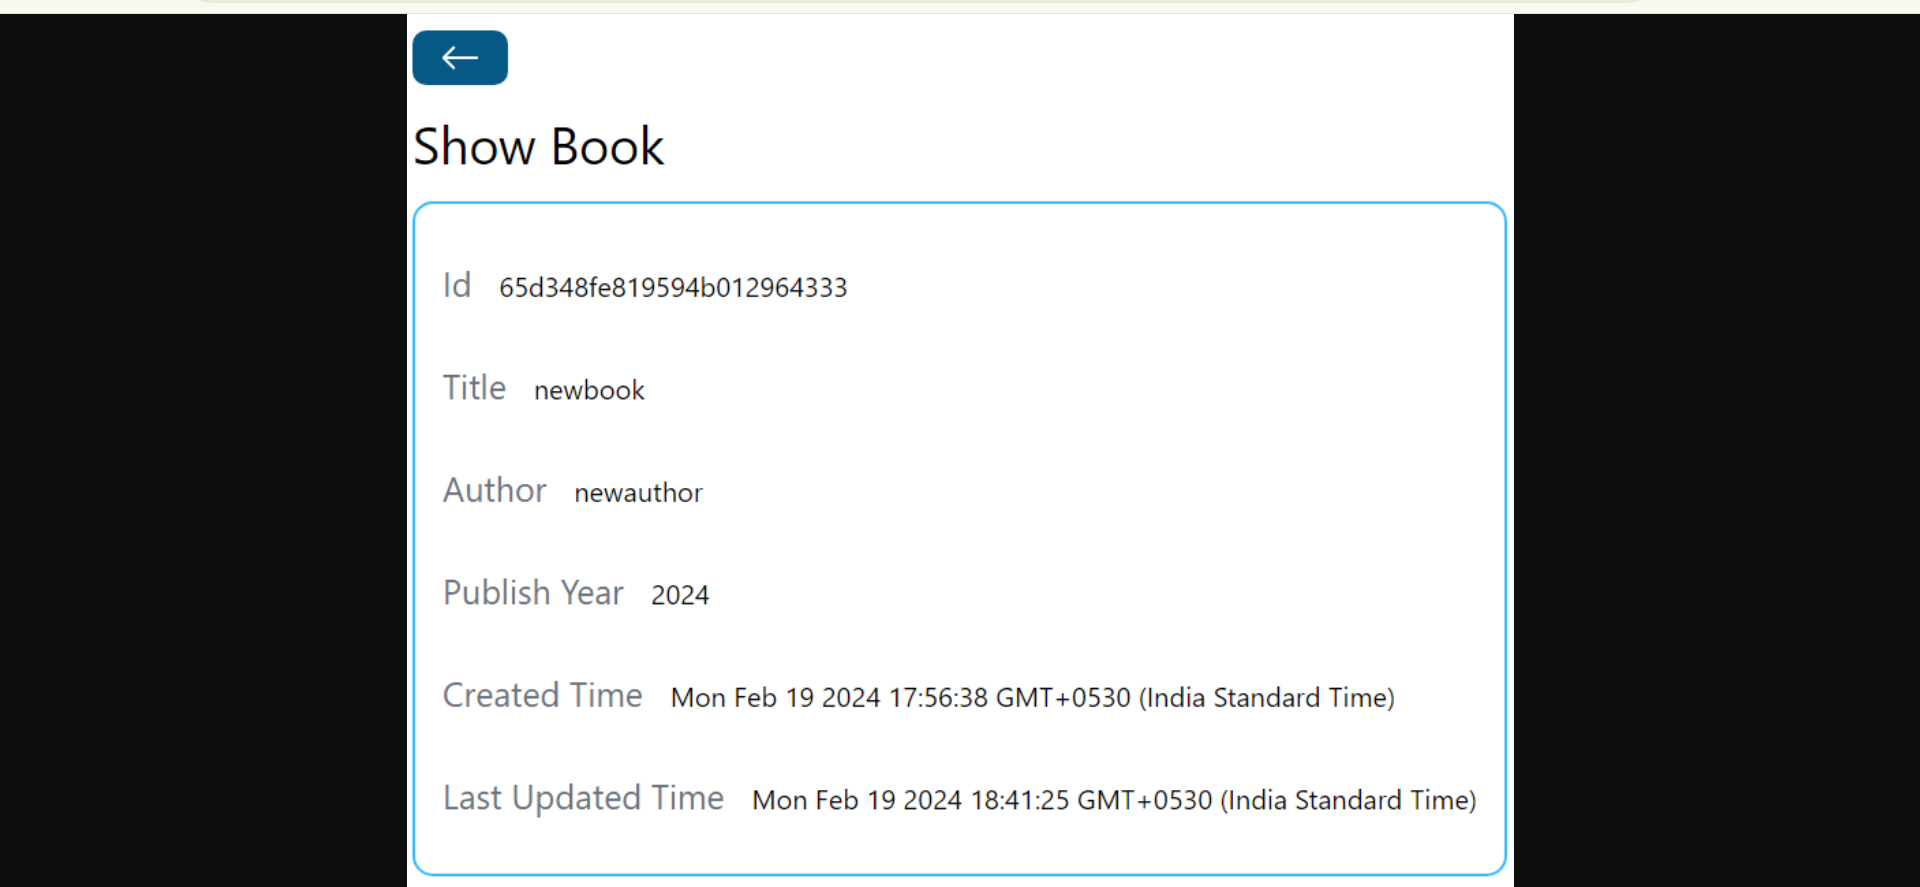 Show Book
Id 65d348fe819594b012964333
Title newbook
Author newauthor
Publish Year 2024
Created Time Mon Feb 19 2024 17:56:38 GMT+0530 (India Standard Time)
Last Updated Time Mon Feb 19 2024 18:41:25 GMT+0530 (India Standard Time)